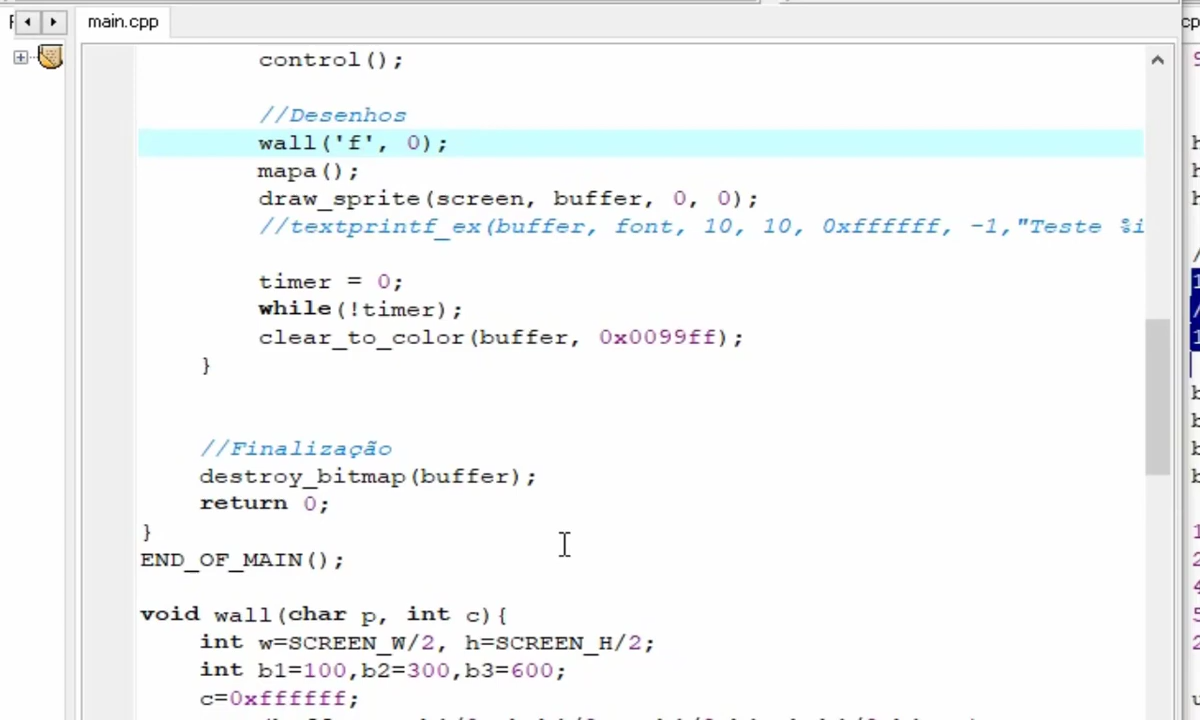 main.cpp
control();
//Desenhos
wall('f', 0);
mapa();
draw_sprite(screen, buffer, 0, 0);
//textprintf_ex(buffer, font, 10, 10, 0xffffff, -1,"Teste %i
timer = 0;
while(!timer);
clear_to_color(buffer, 0x0099ff);
}
//Finalização
destroy_bitmap(buffer);
return 0;
}
END_OF_MAIN();
void wall(char p, int c){
int w=SCREEN_W/2, h=SCREEN_H/2;
int b1=100,b2=300,b3=600;
c=0xffffff;